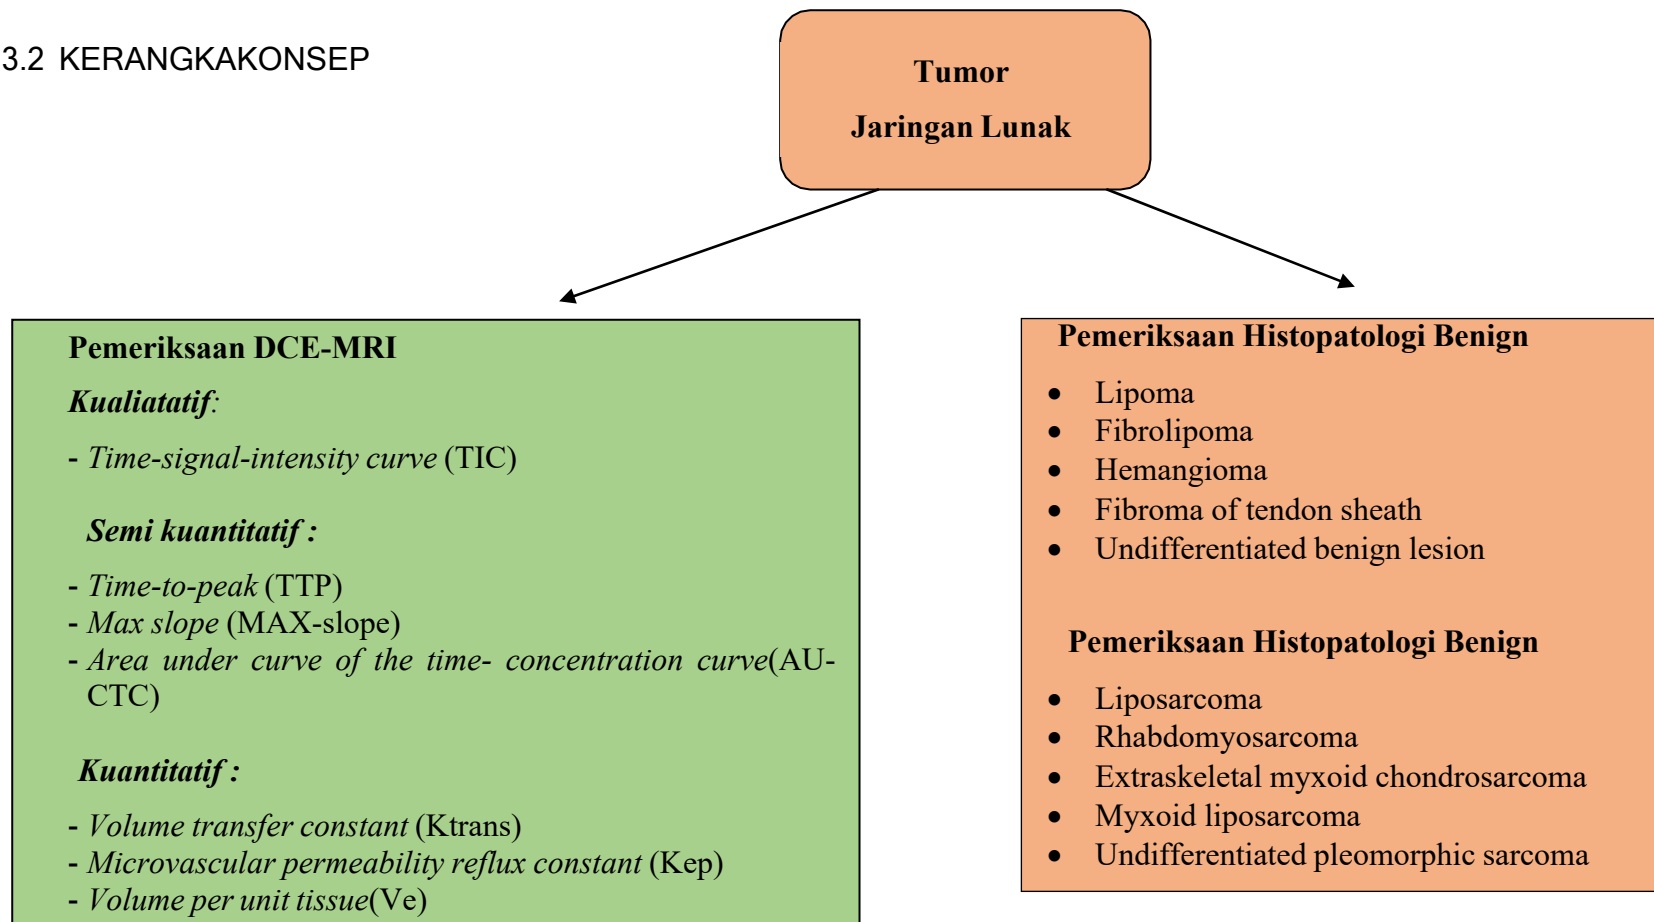 3.2 KERANGKAKONSEP
Tumor
Jaringan Lunak
Pemeriksaan DCE-MRI
Kualiatatif:
- Time-signal-intensity curve (TIC)
Semi kuantitatif :
- Time-to-peak (TTP)
- Max slope (MAX-slope)
- Area under curve of the time- concentration curve(AU-
CTC)
Kuantitatif :
- Volume transfer constant (Ktrans)
- Microvascular permeability reflux constant (Kep)
- Volume per unit tissue(Ve)
Pemeriksaan Histopatologi Benign
• Lipoma
• Fibrolipoma
• Hemangioma
• Fibroma of tendon sheath
• Undifferentiated benign lesion
Pemeriksaan Histopatologi Benign
• Liposarcoma
• Rhabdomyosarcoma
• Extraskeletal myxoid chondrosarcoma
• Myxoid liposarcoma
• Undifferentiated pleomorphic sarcoma